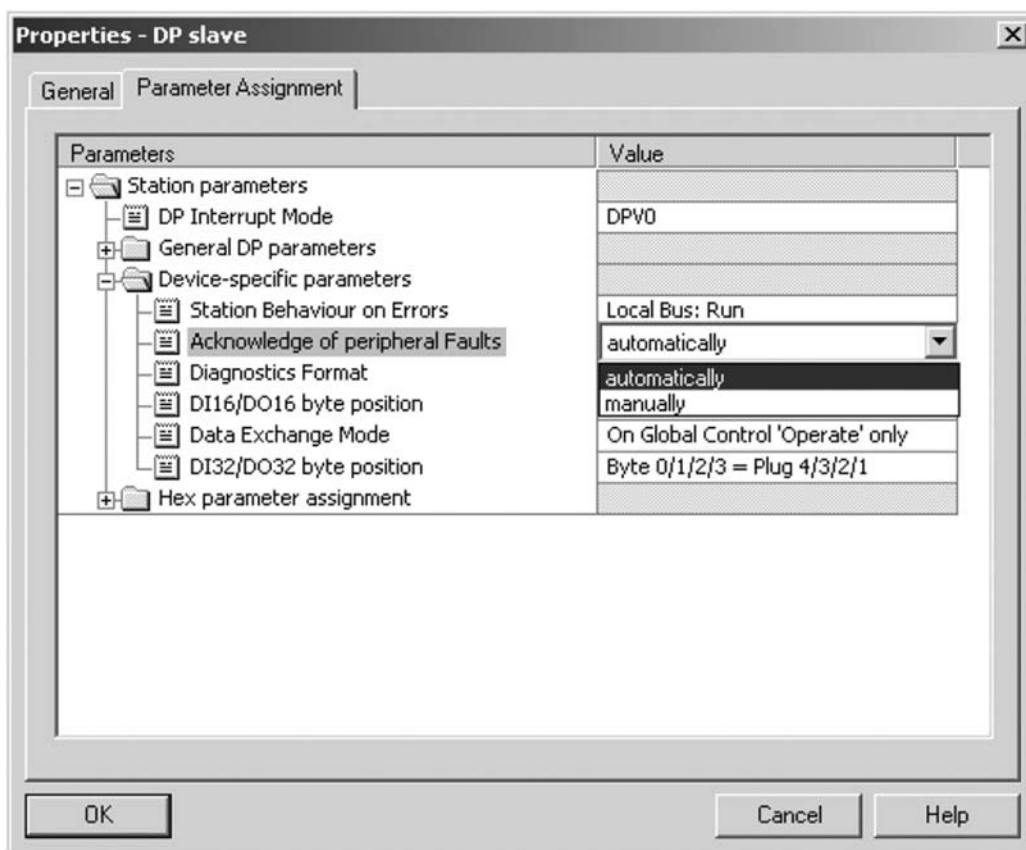 Properties - DP slave
General Parameter Assignment
Parameters Value
Station parameters
DP Interrupt Mode DPV0
General DP parameters
Device-specific parameters
Station Behaviour on Errors Local Bus: Run
Acknowledge of peripheral Faults automatically
Diagnostics Format automatically
DI16/DO16 byte position manually
Data Exchange Mode On Global Control 'Operate' only
DI32/DO32 byte position Byte 0/1/2/3 = Plug 4/3/2/1
Hex parameter assignment
OK Cancel Help